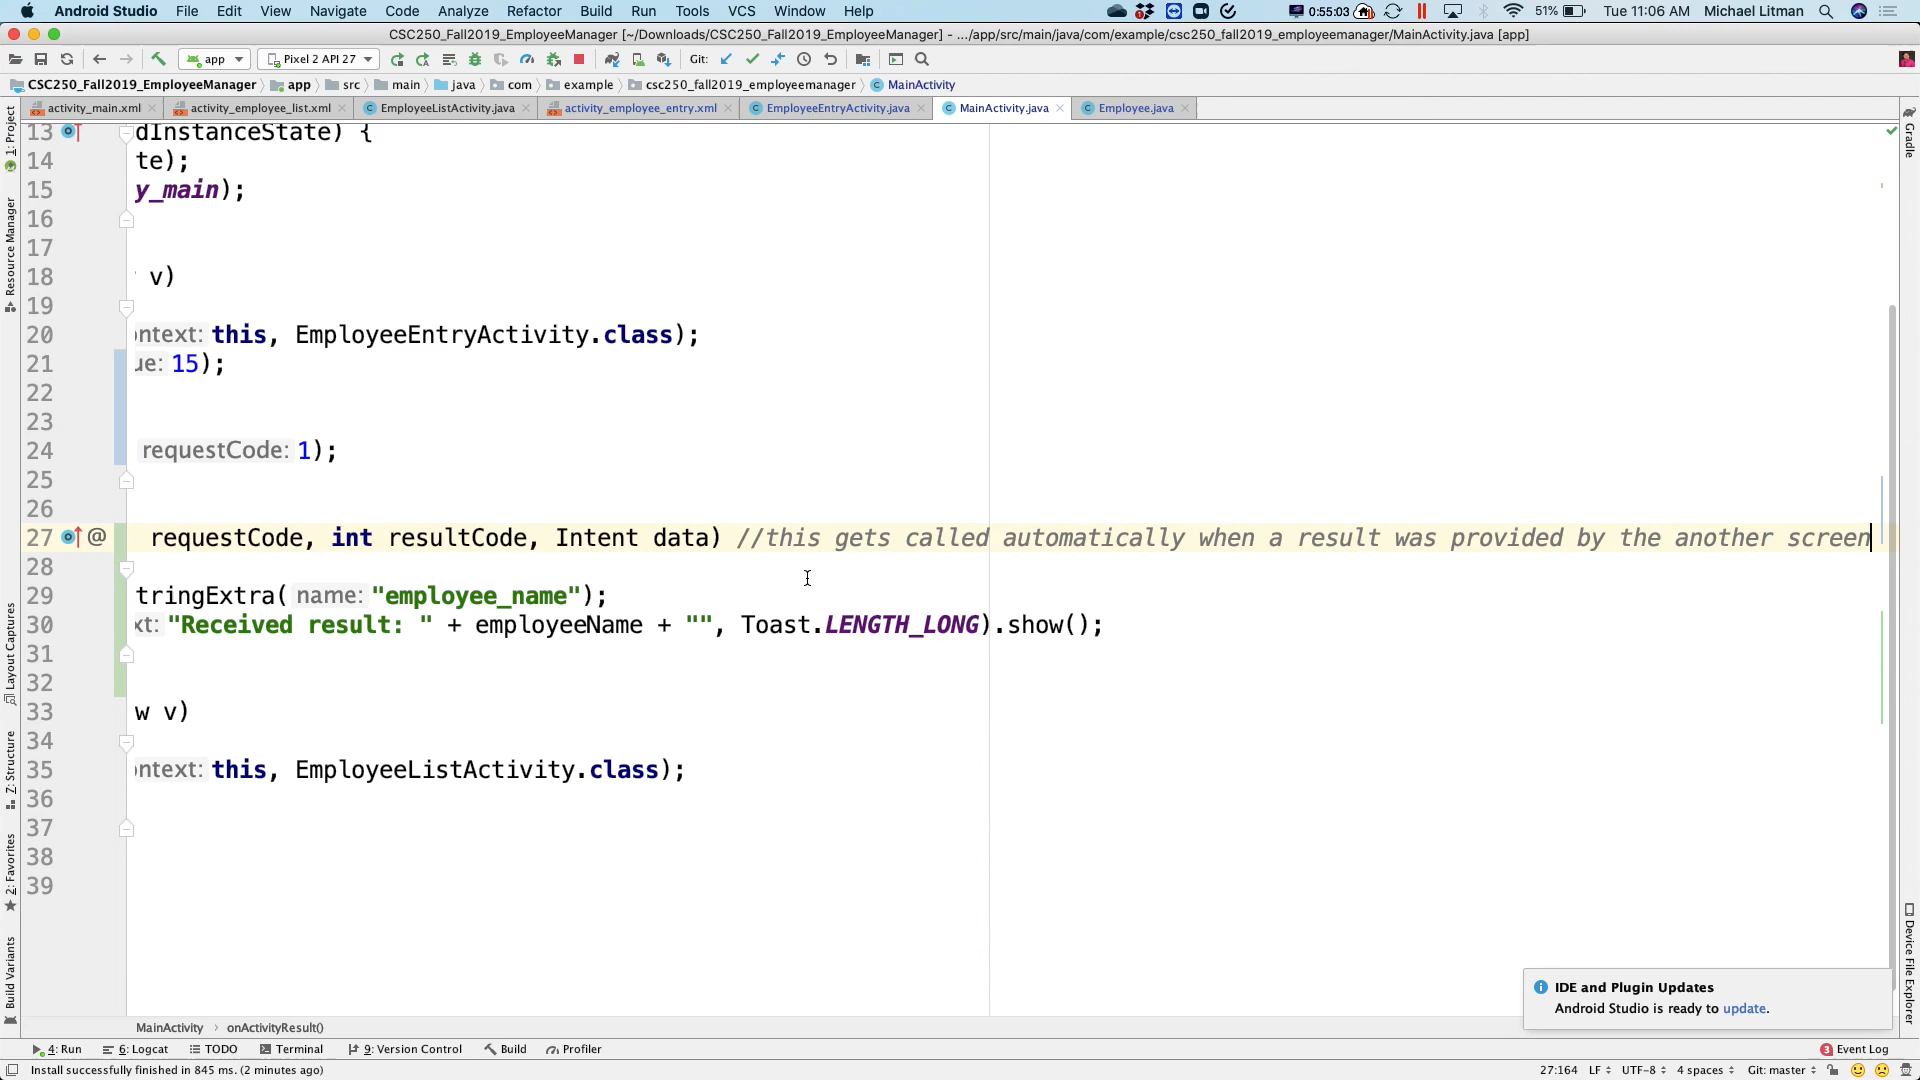 Android Studio File Edit View Navigate Code Analyze Refactor Build Run Tools VCS Window Help 0:55:03 51% Tue 11:06 AM Michael Litman
CSC250_Fall2019_EmployeeManager [~/Downloads/CSC250_Fall2019_EmployeeManager] - .../app/src/main/java/com/example/csc250_fall2019_employeemanager/MainActivity.java [app]
app Pixel 2 API 27 Git:
CSC250_Fall2019_EmployeeManager app src main java com example csc250_fall2019_employeemanager MainActivity
activity_main.xml activity_employee_list.xml EmployeeListActivity.java activity_employee_entry.xml EmployeeEntryActivity.java MainActivity.java Employee.java
1: Project
Resource Manager
Layout Captures
Z: Structure
2: Favorites
Build Variants
13 dInstanceState) {
14 te);
15 y_main);
16
17
18 v)
19
20 ontext: this, EmployeeEntryActivity.class);
21 ue: 15);
22
23
24 requestCode: 1);
25
26
27 @ requestCode, int resultCode, Intent data) //this gets called automatically when a result was provided by the another screen
28
29 tringExtra( name: "employee_name");
30 xt: "Received result: " + employeeName + "", Toast.LENGTH_LONG).show();
31
32
33 w v)
34
35 ontext: this, EmployeeListActivity.class);
36
37
38
39
Gradle
Device File Explorer
IDE and Plugin Updates
Android Studio is ready to update.
MainActivity onActivityResult()
4: Run 6: Logcat TODO Terminal 9: Version Control Build Profiler 3 Event Log
Install successfully finished in 845 ms. (2 minutes ago) 27:164 LF UTF-8 4 spaces Git: master